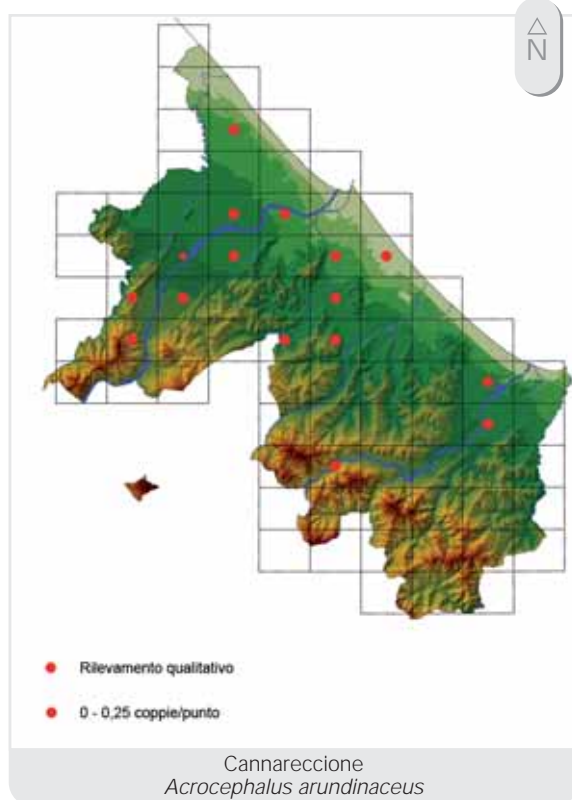 N
Rilevamento qualitativo
0 - 0,25 coppie/punto
Cannareccione
Acrocephalus arundinaceus